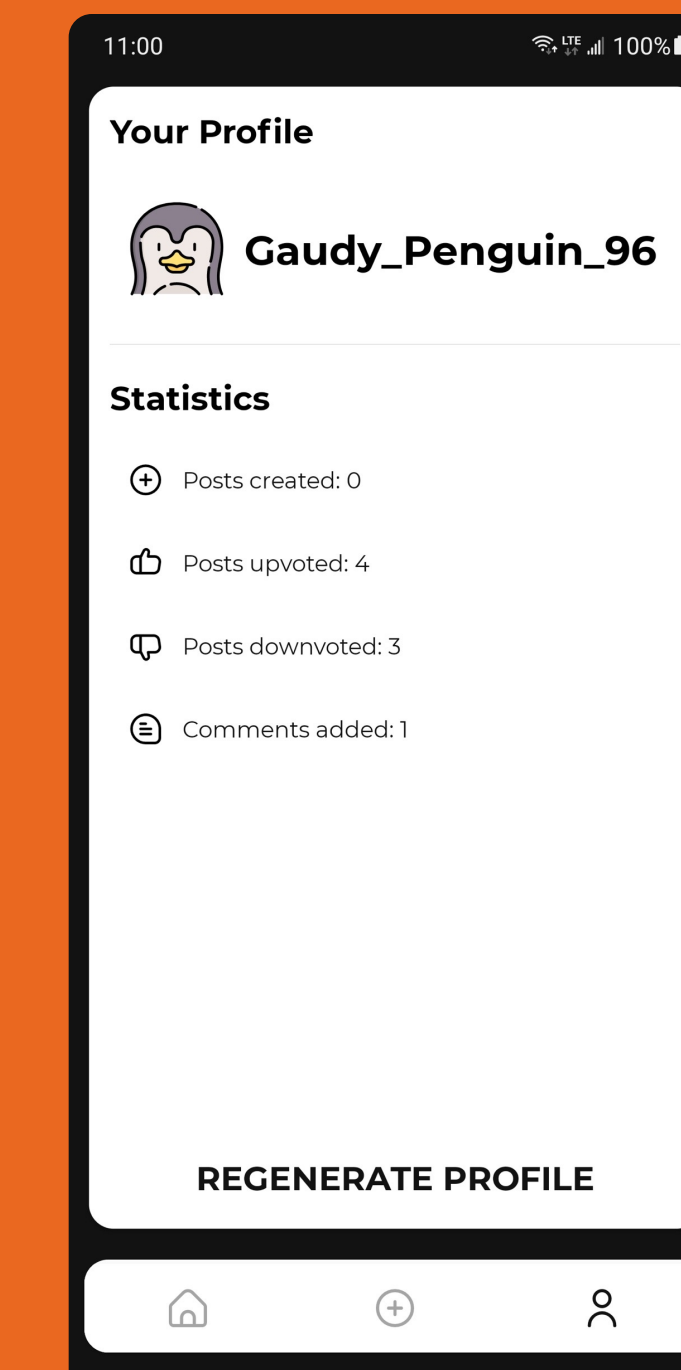 11:00
LTE 100%
Your Profile
Gaudy_Penguin_96
Statistics
Posts created: 0
Posts upvoted: 4
Posts downvoted: 3
Comments added: 1
REGENERATE PROFILE